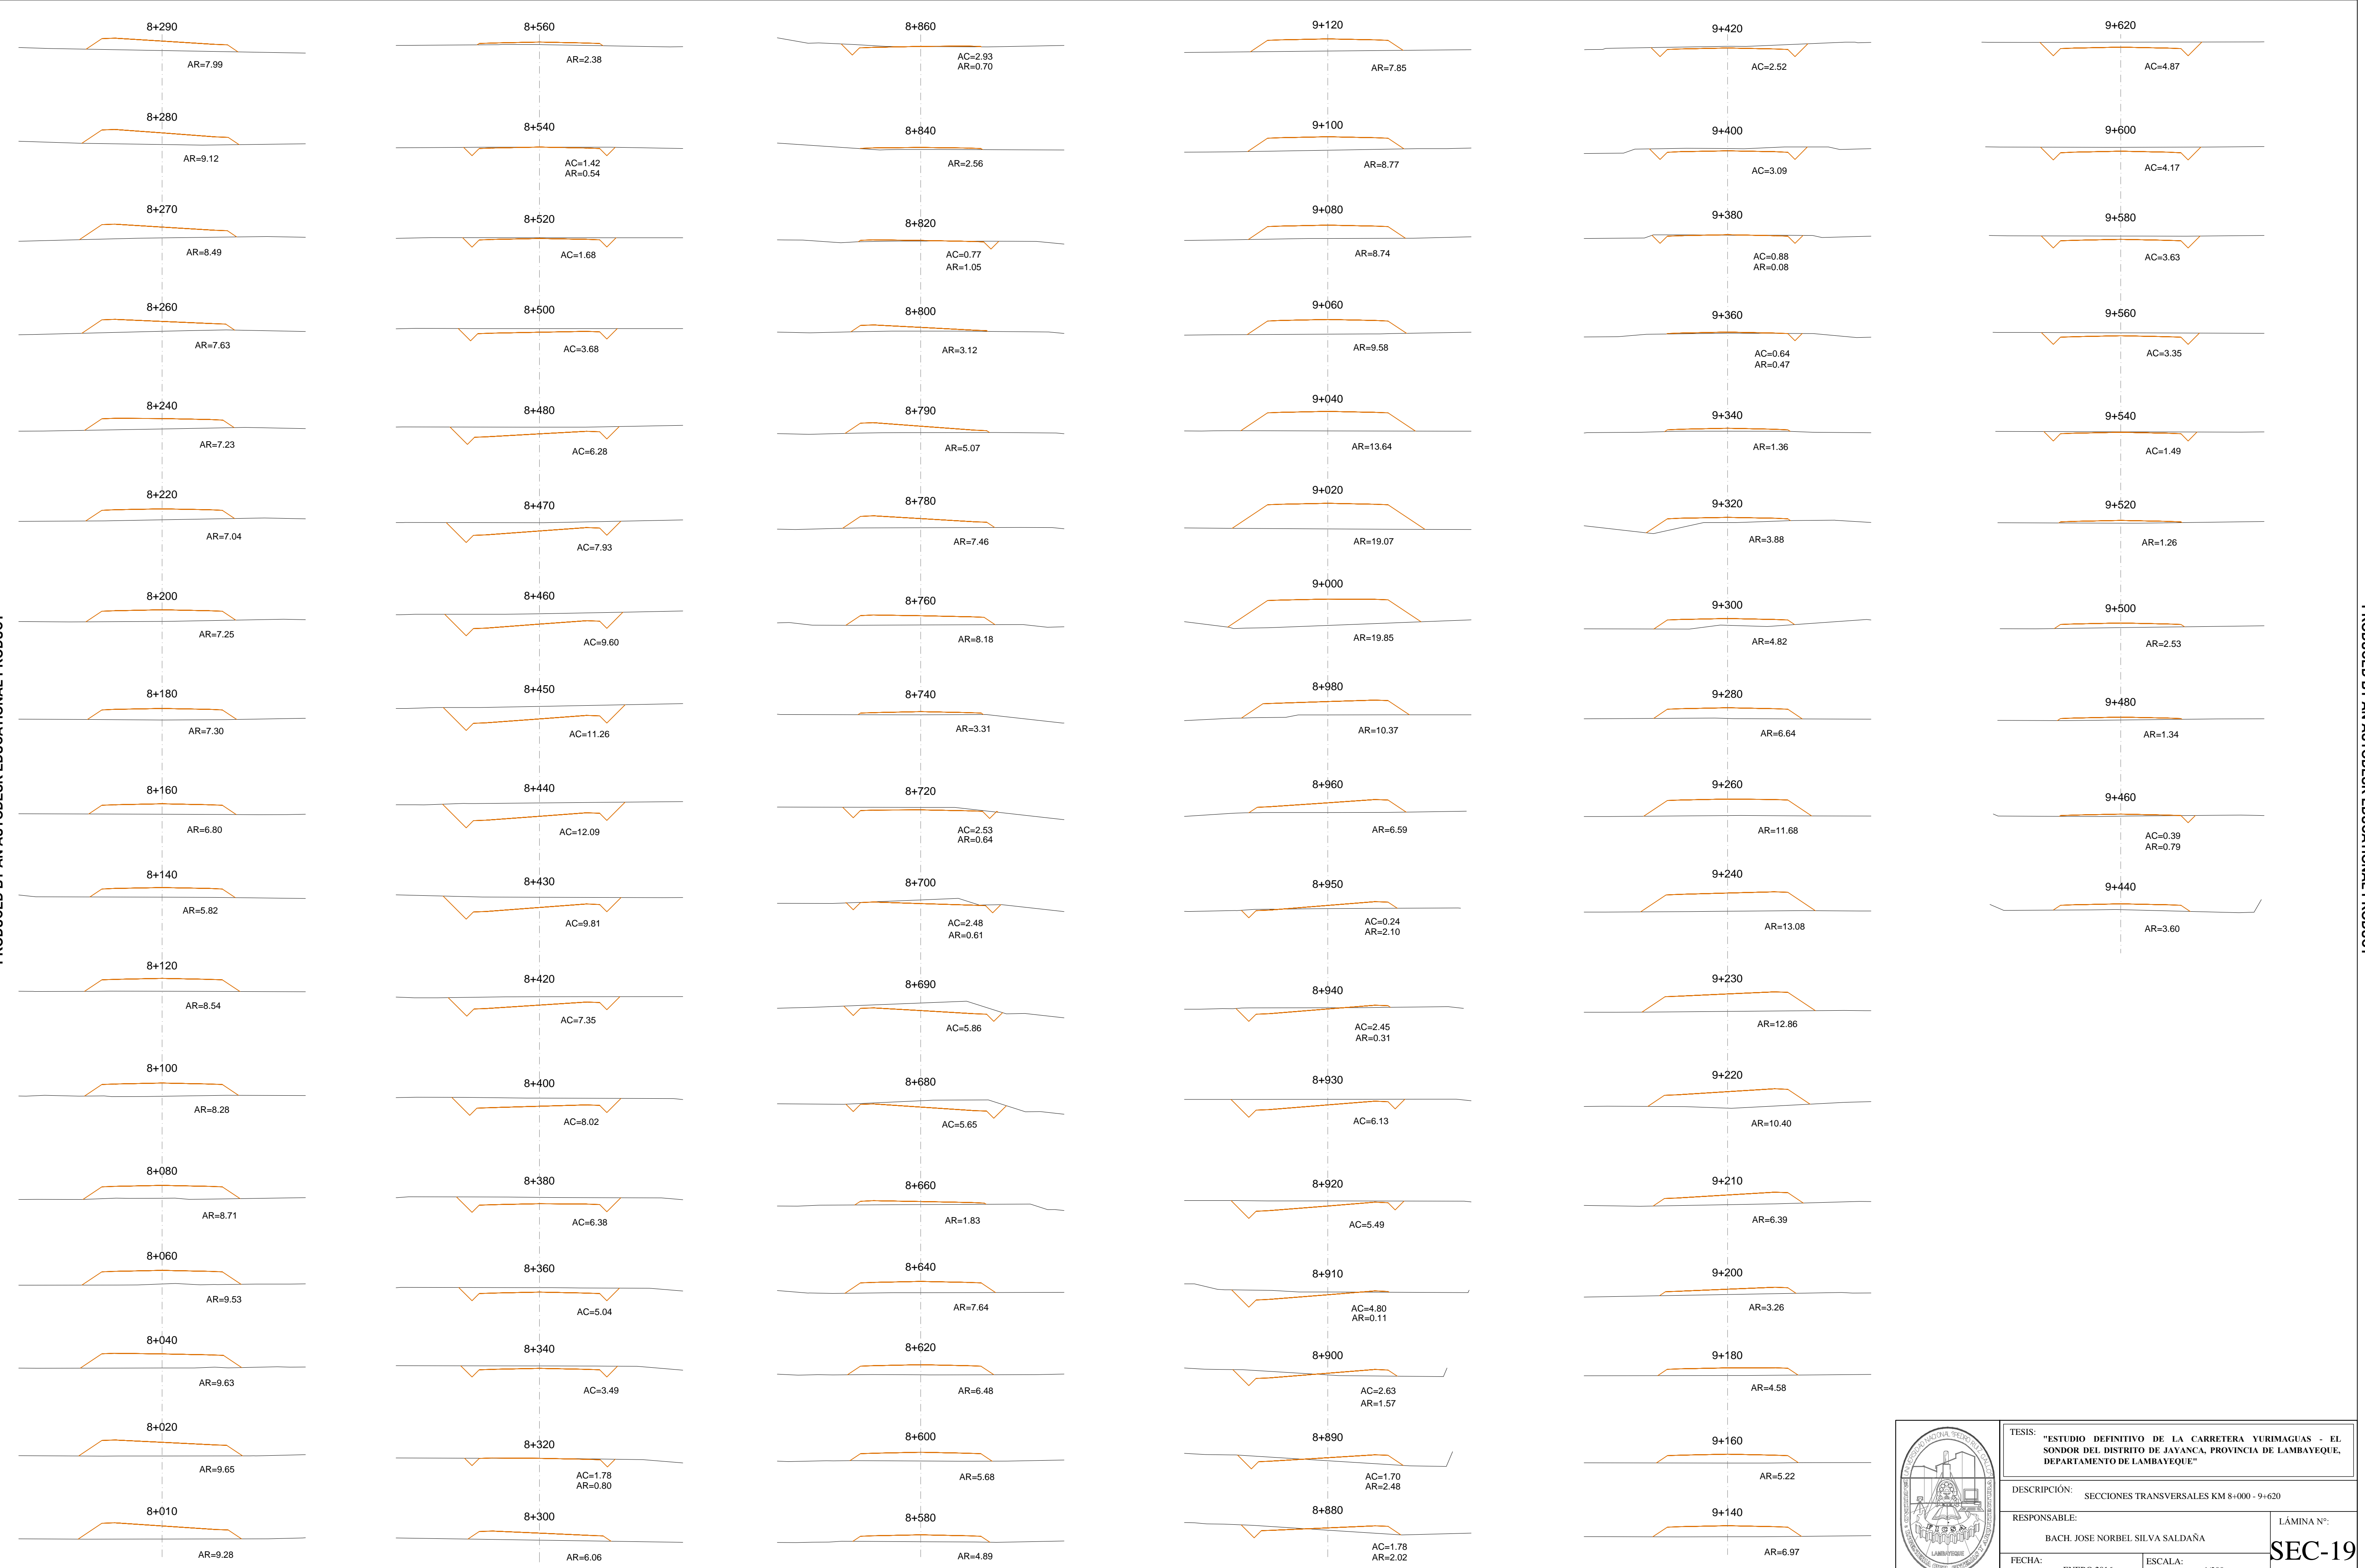 8+290
AR=7.99
8+280
AR=9.12
8+270
AR=8.49
8+260
AR=7.63
8+240
AR=7.23
8+220
AR=7.04
8+200
AR=7.25
8+180
AR=7.30
8+160
AR=6.80
8+140
AR=5.82
8+120
AR=8.54
8+100
AR=8.28
8+080
AR=8.71
8+060
AR=9.53
8+040
AR=9.63
8+020
AR=9.65
8+010
AR=9.28
8+560
AR=2.38
8+540
AC=1.42
AR=0.54
8+520
AC=1.68
8+500
AC=3.68
8+480
AC=6.28
8+470
AC=7.93
8+460
AC=9.60
8+450
AC=11.26
8+440
AC=12.09
8+430
AC=9.81
8+420
AC=7.35
8+400
AC=8.02
8+380
AC=6.38
8+360
AC=5.04
8+340
AC=3.49
8+320
AC=1.78
AR=0.80
8+300
AR=6.06
8+860
AC=2.93
AR=0.70
8+840
AR=2.56
8+820
AC=0.77
AR=1.05
8+800
AR=3.12
8+790
AR=5.07
8+780
AR=7.46
8+760
AR=8.18
8+740
AR=3.31
8+720
AC=2.53
AR=0.64
8+700
AC=2.48
AR=0.61
8+690
AC=5.86
8+680
AC=5.65
8+660
AR=1.83
8+640
AR=7.64
8+620
AR=6.48
8+600
AR=5.68
8+580
AR=4.89
9+120
AR=7.85
9+100
AR=8.77
9+080
AR=8.74
9+060
AR=9.58
9+040
AR=13.64
9+020
AR=19.07
9+000
AR=19.85
8+980
AR=10.37
8+960
AR=6.59
8+950
AC=0.24
AR=2.10
8+940
AC=2.45
AR=0.31
8+930
AC=6.13
8+920
AC=5.49
8+910
AC=4.80
AR=0.11
8+900
AC=2.63
AR=1.57
8+890
AC=1.70
AR=2.48
8+880
AC=1.78
AR=2.02
9+420
AC=2.52
9+400
AC=3.09
9+380
AC=0.88
AR=0.08
9+360
AC=0.64
AR=0.47
9+340
AR=1.36
9+320
AR=3.88
9+300
AR=4.82
9+280
AR=6.64
9+260
AR=11.68
9+240
AR=13.08
9+230
AR=12.86
9+220
AR=10.40
9+210
AR=6.39
9+200
AR=3.26
9+180
AR=4.58
9+160
AR=5.22
9+140
AR=6.97
9+620
AC=4.87
9+600
AC=4.17
9+580
AC=3.63
9+560
AC=3.35
9+540
AC=1.49
9+520
AR=1.26
9+500
AR=2.53
9+480
AR=1.34
9+460
AC=0.39
AR=0.79
9+440
AR=3.60
TESIS:
"ESTUDIO DEFINITIVO DE LA CARRETERA YURIMAGUAS - EL
SONDOR DEL DISTRITO DE JAYANCA, PROVINCIA DE LAMBAYEQUE,
DEPARTAMENTO DE LAMBAYEQUE"
DESCRIPCIÓN: SECCIONES TRANSVERSALES KM 8+000 - 9+620
RESPONSABLE:
BACH. JOSE NORBEL SILVA SALDAÑA
LÁMINA N°:
SEC-19
FECHA:
ESCALA:
FICSA
LAMBAYEQUE